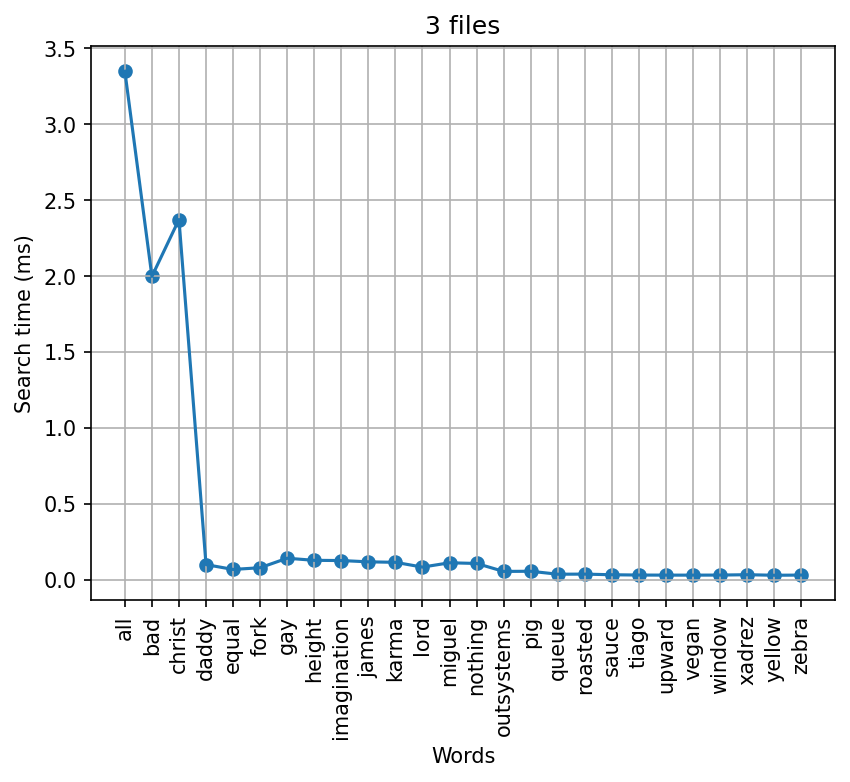 3 files
Search time (ms)
3.5
3.0
2.5
2.0
1.5
1.0
0.5
0.0
all
bad
christ
daddy
equal
fork
gay
height
imagination
james
karma
lord
miguel
nothing
outsystems
pig
queue
roasted
sauce
tiago
upward
vegan
window
xadrez
yellow
zebra
Words